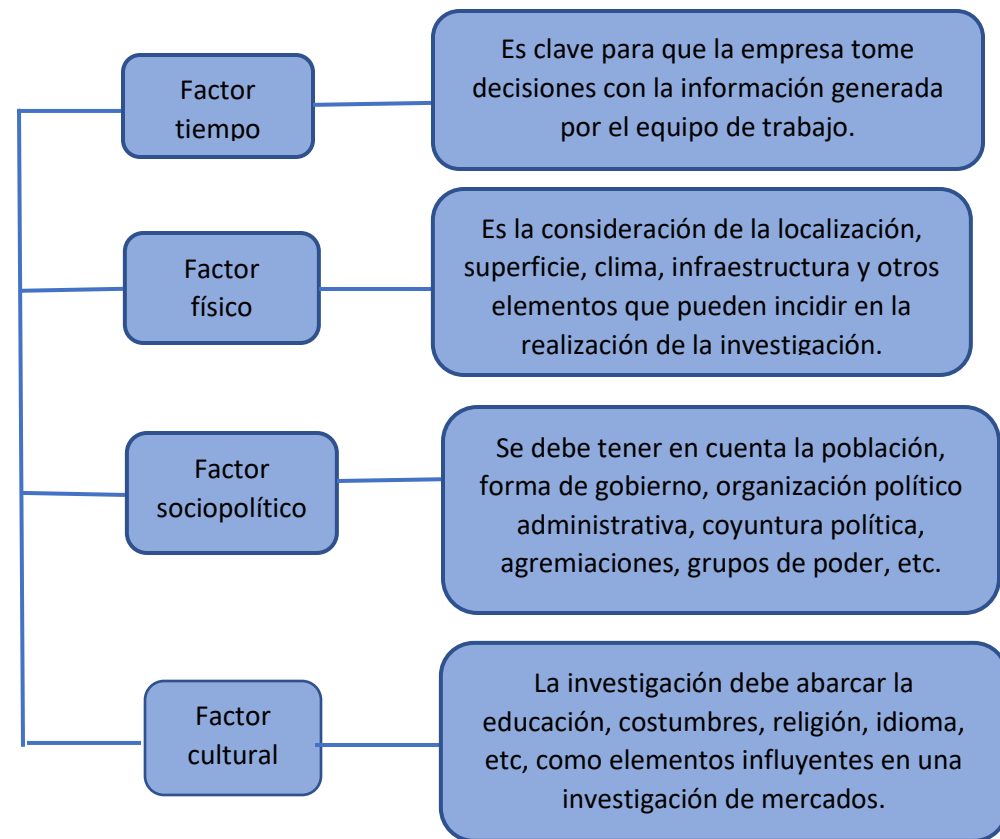 Factor
tiempo
Es clave para que la empresa tome
decisiones con la información generada
por el equipo de trabajo.
Factor
físico
Es la consideración de la localización,
superficie, clima, infraestructura y otros
elementos que pueden incidir en la
realización de la investigación.
Factor
sociopolítico
Se debe tener en cuenta la población,
forma de gobierno, organización político
administrativa, coyuntura política,
agremiaciones, grupos de poder, etc.
Factor
cultural
La investigación debe abarcar la
educación, costumbres, religión, idioma,
etc, como elementos influyentes en una
investigación de mercados.